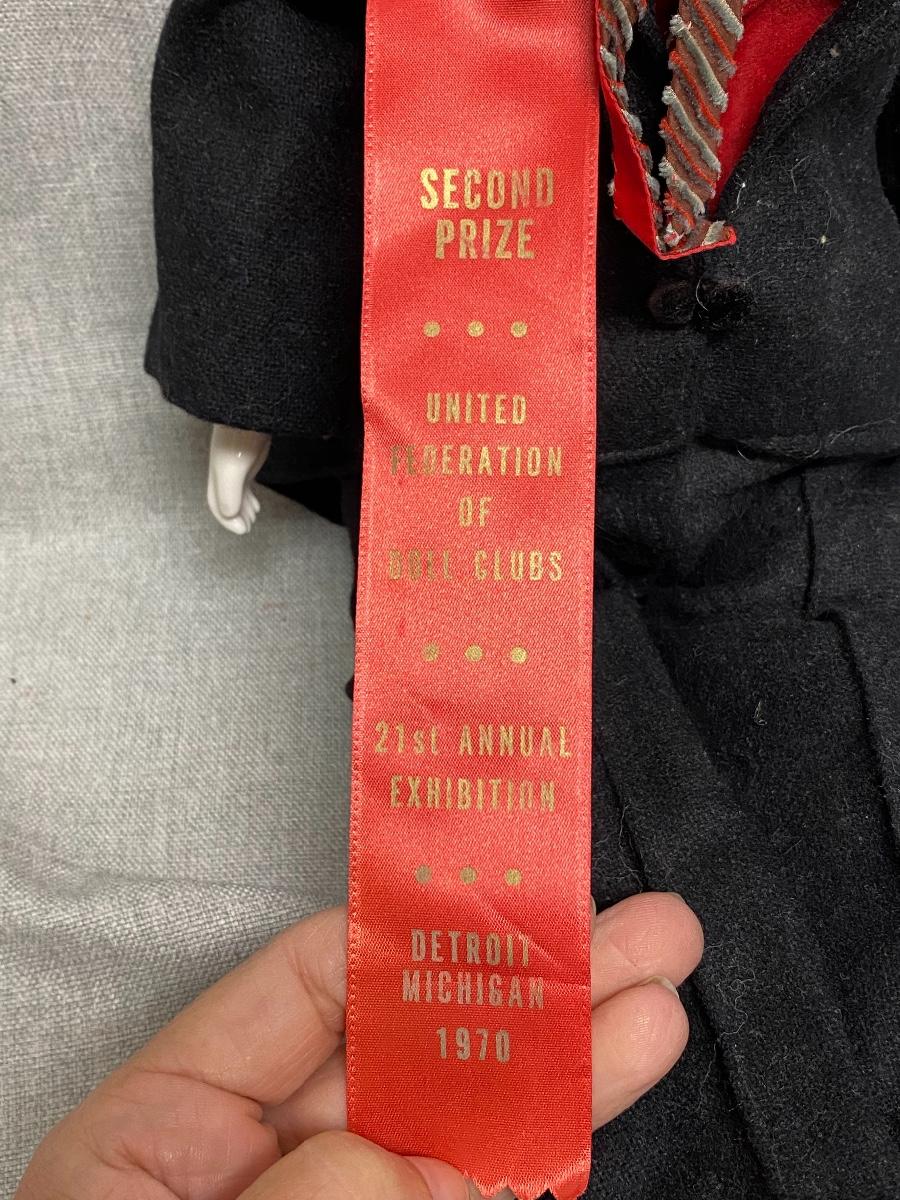 SECOND
PRIZE
UNITED
FEDERATION
OF
DOLL CLUBS
21st ANNUAL
EXHIBITION
DETROIT
MICHIGAN
1970